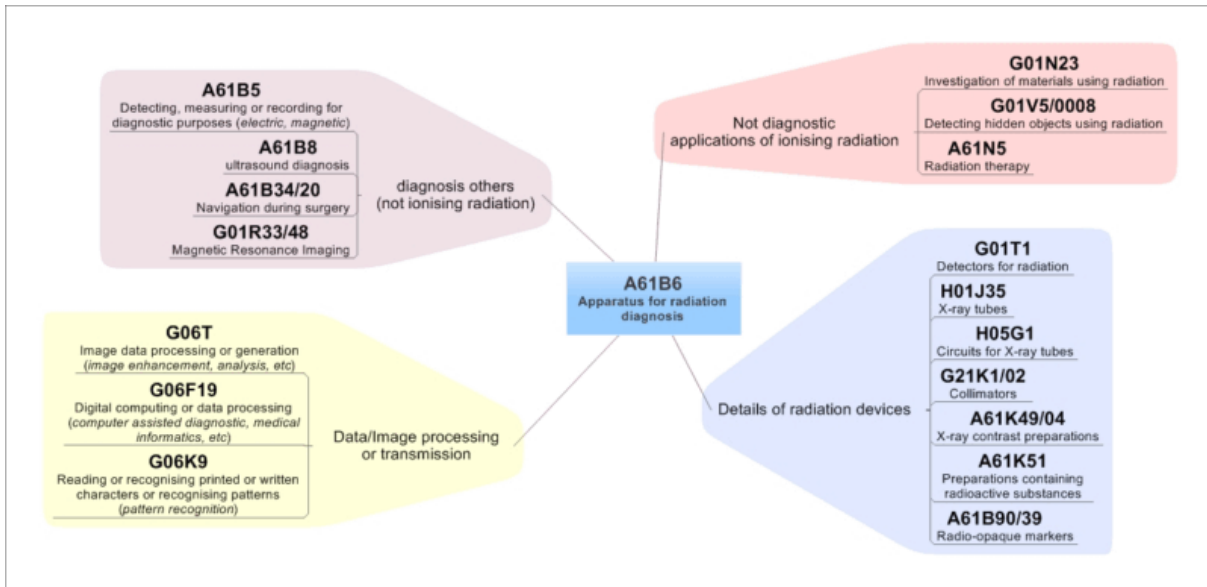 A61B5
Detecting, measuring or recording for
diagnostic purposes (electric, magnetic)
A61B8
ultrasound diagnosis
A61B34/20
Navigation during surgery
G01R33/48
Magnetic Resonance Imaging
diagnosis others
(not ionising radiation)
G01N23
Investigation of materials using radiation
G01V5/0008
Detecting hidden objects using radiation
A61N5
Radiation therapy
Not diagnostic
applications of ionising radiation
A61B6
Apparatus for radiation
diagnosis
G06T
Image data processing or generation
(image enhancement, analysis, etc)
G06F19
Digital computing or data processing
(computer assisted diagnostic, medical
informatics, etc)
G06K9
Reading or recognising printed or written
characters or recognising patterns
(pattern recognition)
Data/Image processing
or transmission
Details of radiation devices
G01T1
Detectors for radiation
H01J35
X-ray tubes
H05G1
Circuits for X-ray tubes
G21K1/02
Collimators
A61K49/04
X-ray contrast preparations
A61K51
Preparations containing
radioactive substances
A61B90/39
Radio-opaque markers